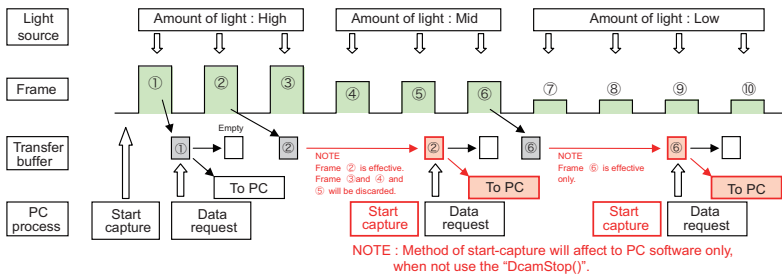 Light source
Amount of light : High
Amount of light : Mid
Amount of light : Low
Frame
① ② ③ ④ ⑤ ⑥ ⑦ ⑧ ⑨ ⑩
Transfer buffer
①
Empty
②
NOTE
Frame ② is effective.
Frame ③and ④ and
⑤ will be discarded.
②
⑥
NOTE
Frame ⑥ is effective
only.
⑥
To PC
To PC
To PC
PC process
Start capture
Data request
Start capture
Data request
Start capture
Data request
NOTE : Method of start-capture will affect to PC software only,
when not use the “DcamStop()”.